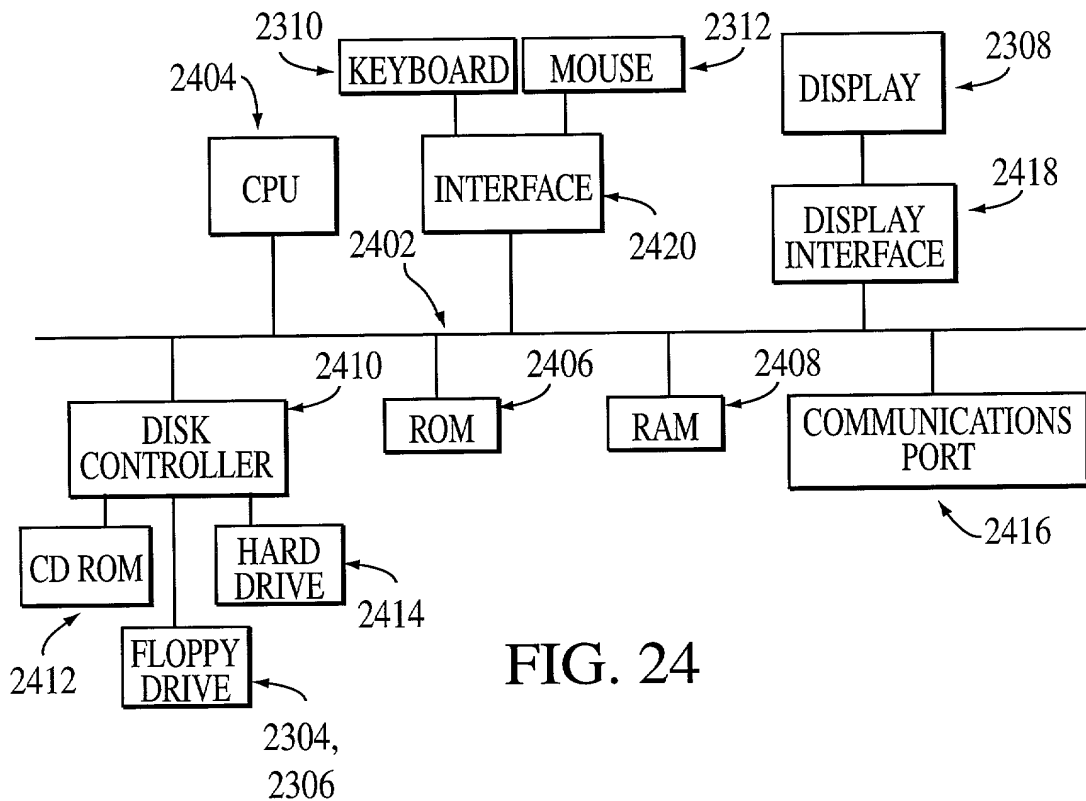 2310
KEYBOARD
MOUSE
2312
DISPLAY
2308
2404
CPU
INTERFACE
2420
2418
DISPLAY
INTERFACE
2402
2410
DISK
CONTROLLER
2406
ROM
2408
RAM
COMMUNICATIONS
PORT
2416
CD ROM
2412
HARD
DRIVE
2414
FLOPPY
DRIVE
2304,
2306
FIG. 24